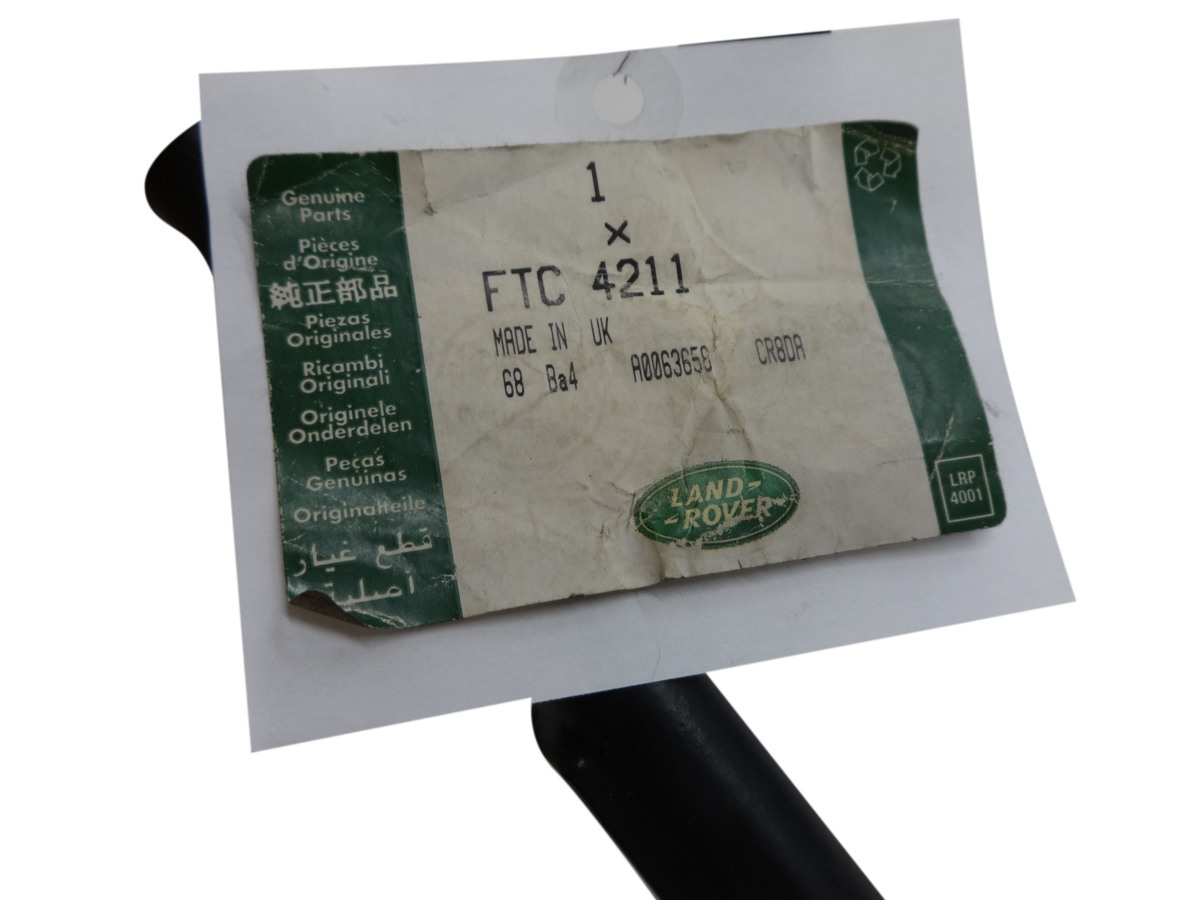 Genuine
Parts
Pièces
d'Origine
純正部品
Piezas
Originales
Ricambi
Originali
Originele
Onderdelen
Peças
Genuinas
Originalteile
قطع غيار
أصلية
1
×
FTC 4211
MADE IN UK
68 Ba4 A0063658 CR8DA
LAND-
-ROVER
LRP
4001